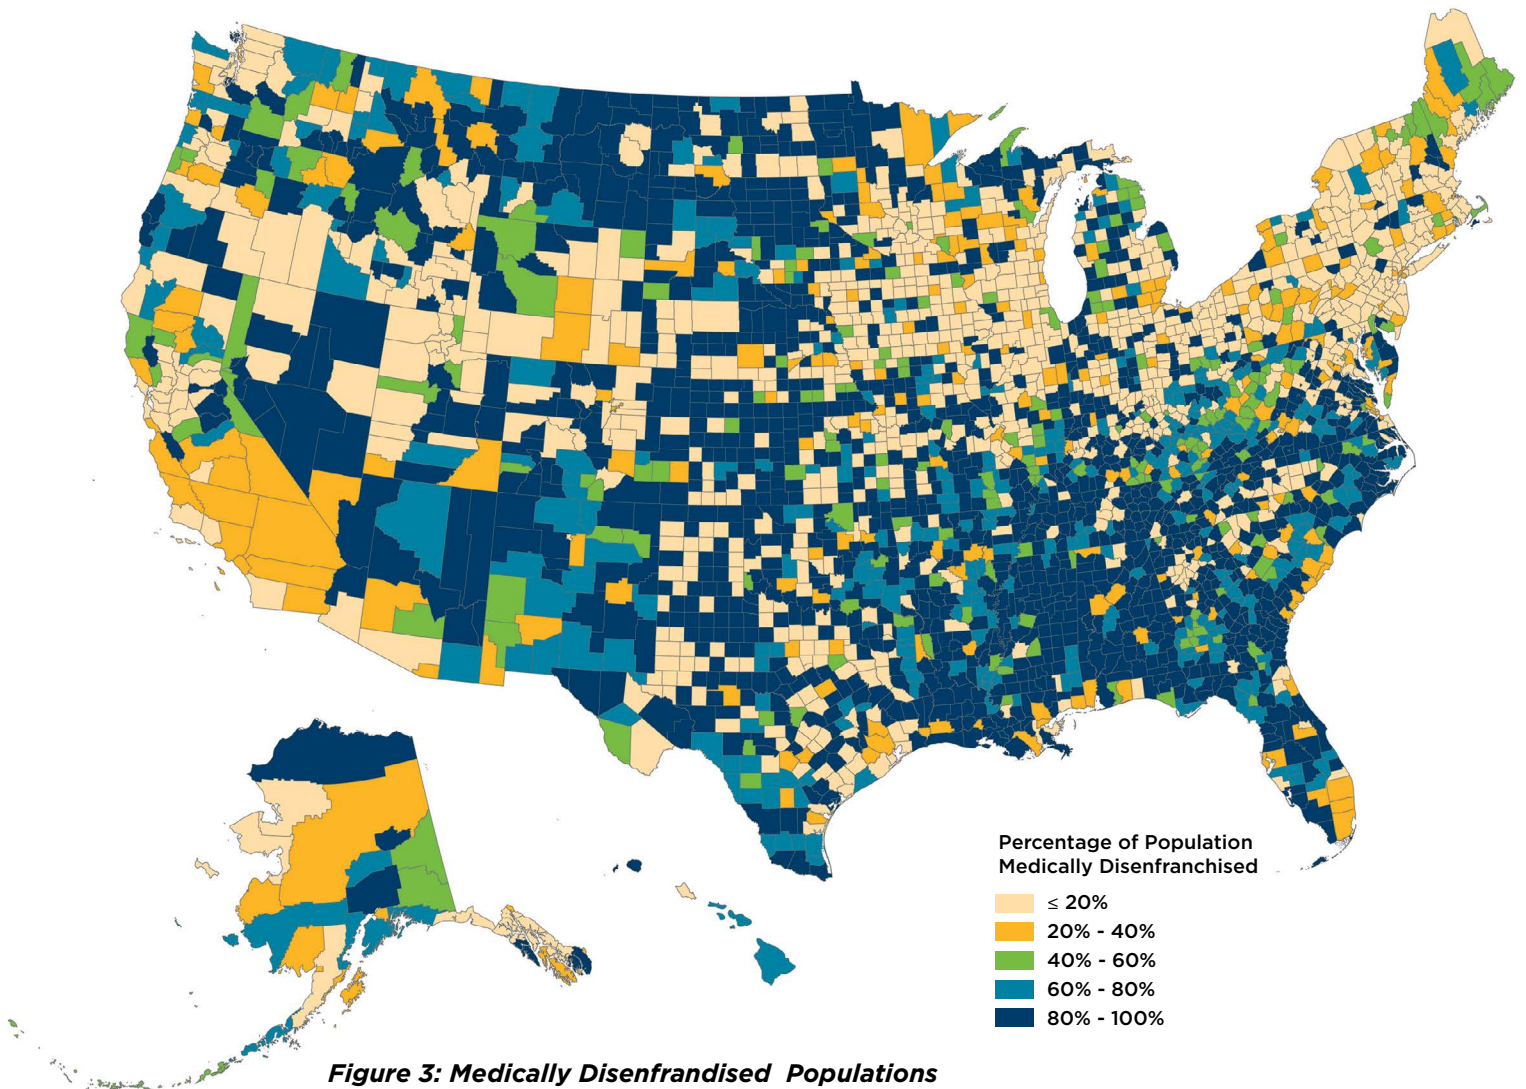 Percentage of Population
Medically Disenfranchised
≤ 20%
20% - 40%
40% - 60%
60% - 80%
80% - 100%
Figure 3: Medically Disenfrandised Populations